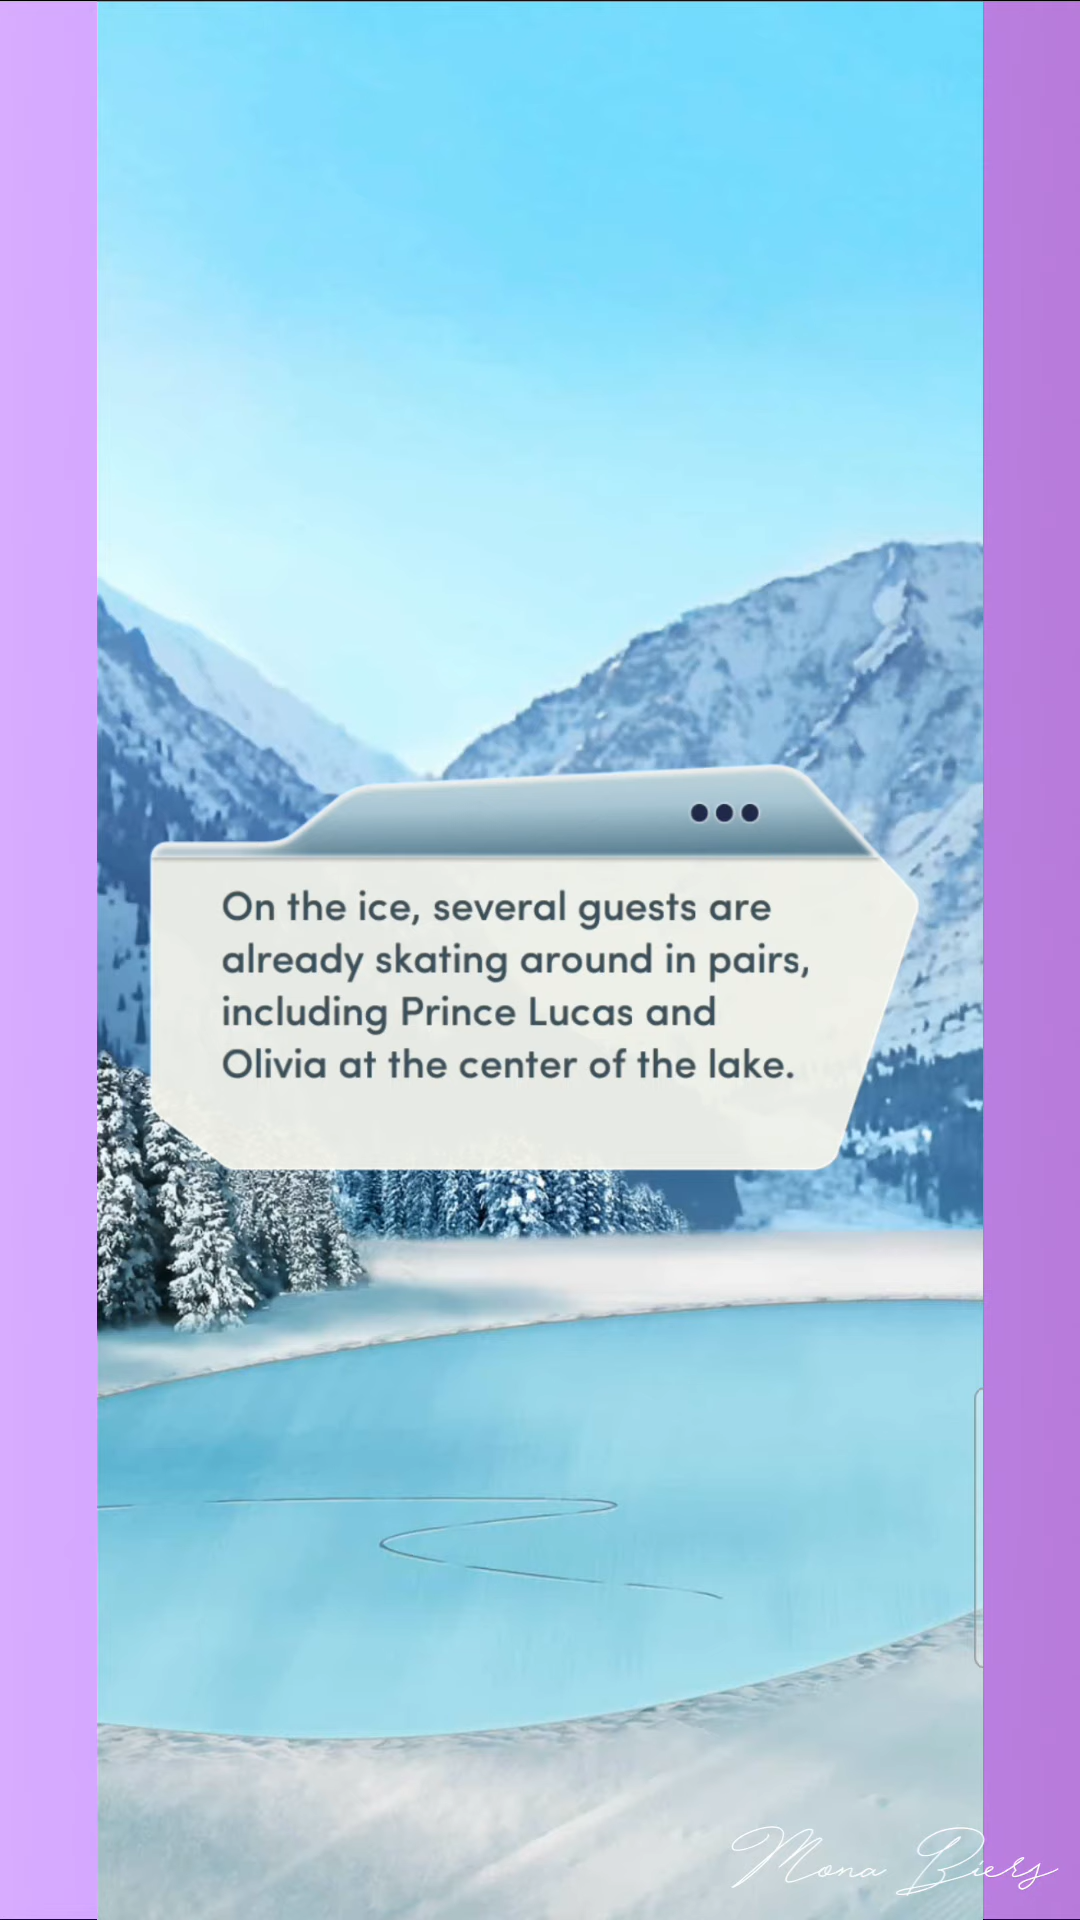 On the ice, several guests are
already skating around in pairs,
including Prince Lucas and
Olivia at the center of the lake.
Mona Biers